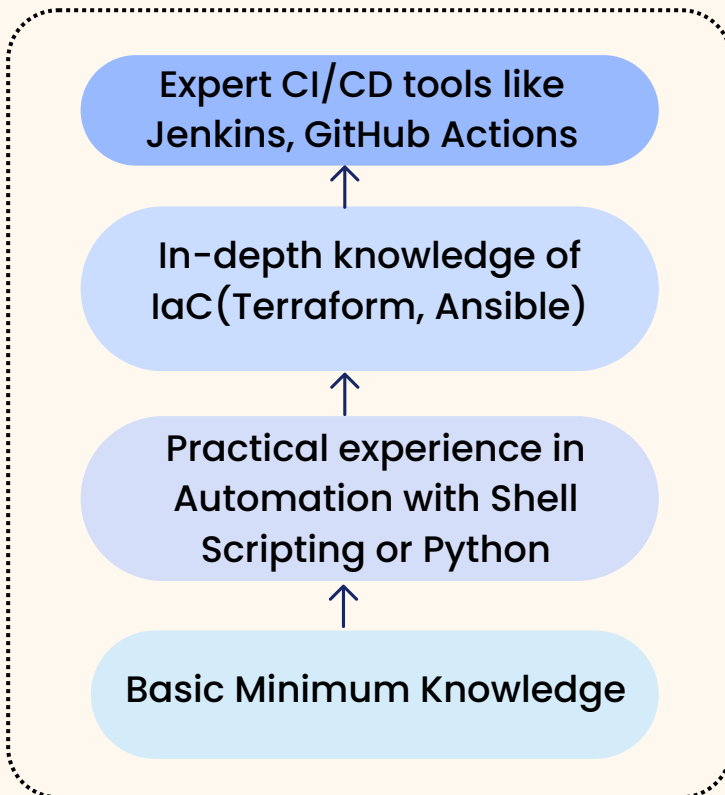 Expert CI/CD tools like
Jenkins, GitHub Actions
In-depth knowledge of
IaC(Terraform, Ansible)
Practical experience in
Automation with Shell
Scripting or Python
Basic Minimum Knowledge